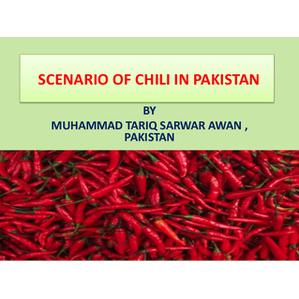 SCENARIO OF CHILI IN PAKISTAN
BY
MUHAMMAD TARIQ SARWAR AWAN ,
PAKISTAN